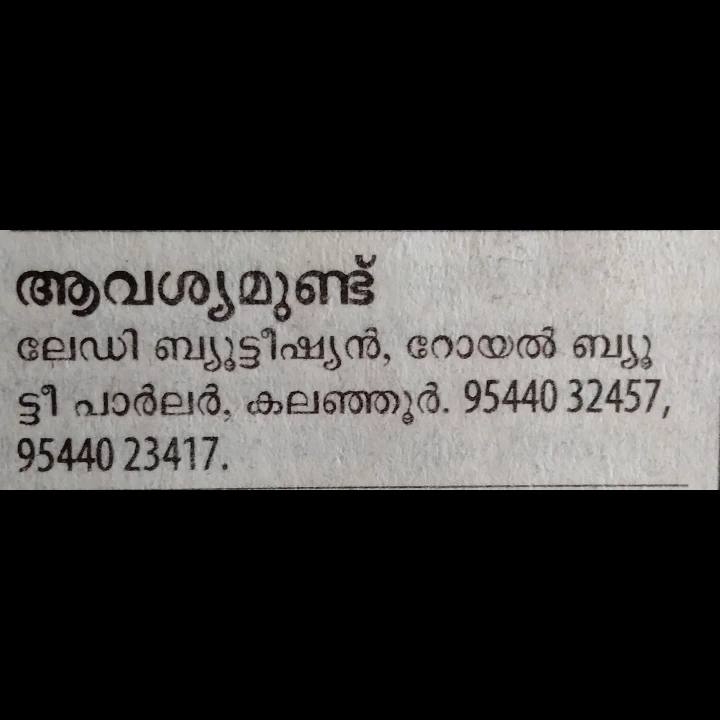 ആവശ്യമുണ്ട്
ലേഡി ബ്യൂട്ടീഷ്യൻ, റോയൽ ബ്യൂ
ട്ടീ പാർലർ, കലഞ്ഞൂർ. 95440 32457,
95440 23417.